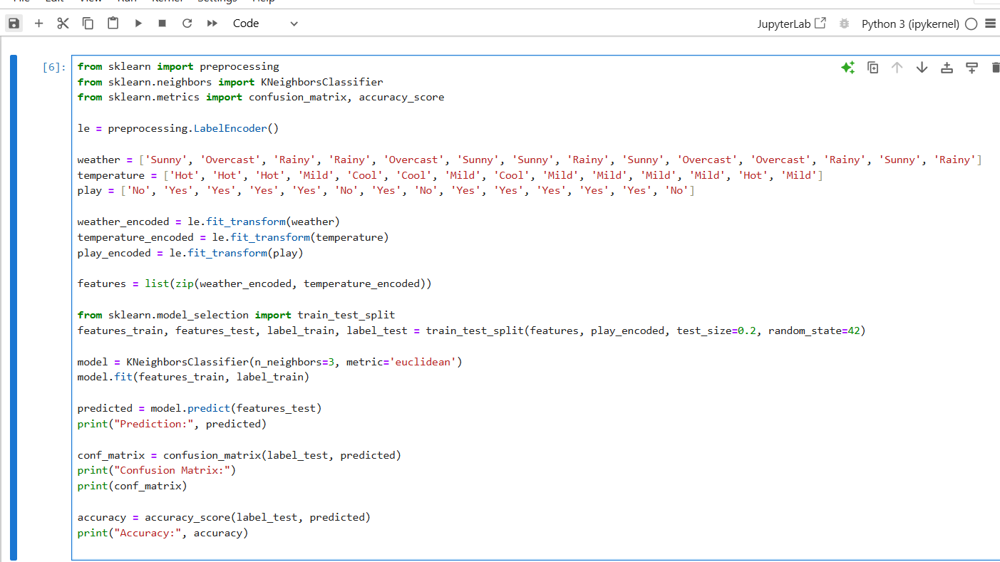 File Edit View Run Kernel Settings Help
Code JupyterLab Python 3 (ipykernel)
[6]:
from sklearn import preprocessing
from sklearn.neighbors import KNeighborsClassifier
from sklearn.metrics import confusion_matrix, accuracy_score
le = preprocessing.LabelEncoder()
weather = ['Sunny', 'Overcast', 'Rainy', 'Rainy', 'Overcast', 'Sunny', 'Sunny', 'Rainy', 'Sunny', 'Overcast', 'Overcast', 'Rainy', 'Sunny', 'Rainy']
temperature = ['Hot', 'Hot', 'Hot', 'Mild', 'Cool', 'Cool', 'Mild', 'Cool', 'Mild', 'Mild', 'Mild', 'Mild', 'Hot', 'Mild']
play = ['No', 'Yes', 'Yes', 'Yes', 'Yes', 'No', 'Yes', 'No', 'Yes', 'Yes', 'Yes', 'Yes', 'Yes', 'No']
weather_encoded = le.fit_transform(weather)
temperature_encoded = le.fit_transform(temperature)
play_encoded = le.fit_transform(play)
features = list(zip(weather_encoded, temperature_encoded))
from sklearn.model_selection import train_test_split
features_train, features_test, label_train, label_test = train_test_split(features, play_encoded, test_size=0.2, random_state=42)
model = KNeighborsClassifier(n_neighbors=3, metric='euclidean')
model.fit(features_train, label_train)
predicted = model.predict(features_test)
print("Prediction:", predicted)
conf_matrix = confusion_matrix(label_test, predicted)
print("Confusion Matrix:")
print(conf_matrix)
accuracy = accuracy_score(label_test, predicted)
print("Accuracy:", accuracy)